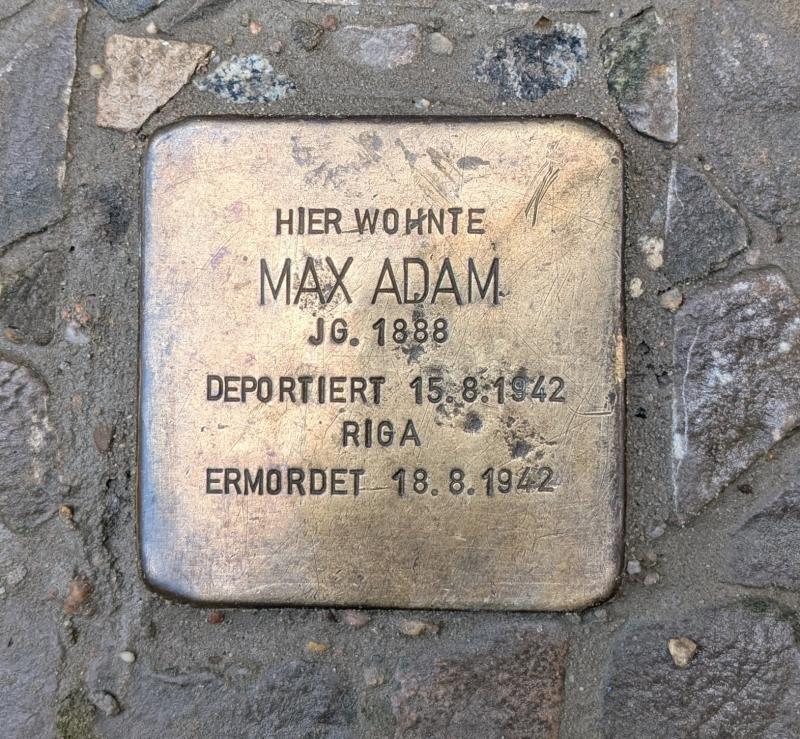 HIER WOHNTE
MAX ADAM
JG. 1888
DEPORTIERT 15.8.1942
RIGA
ERMORDET 18.8.1942